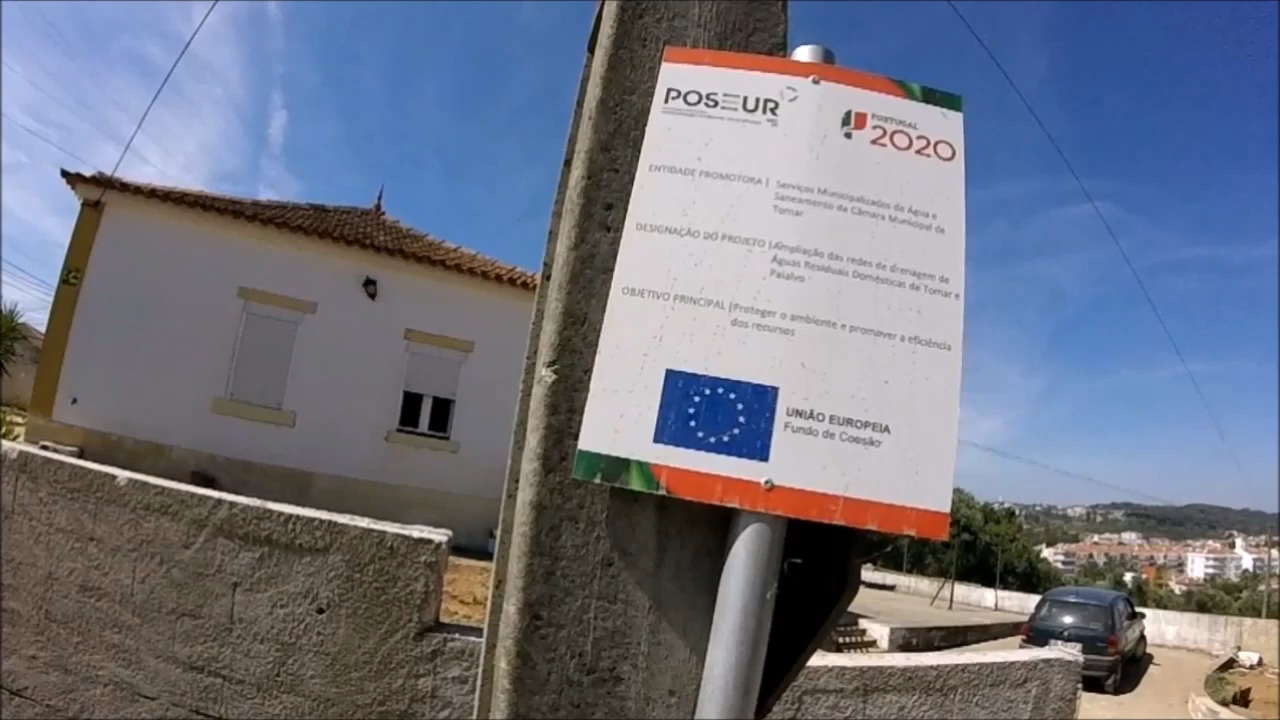 POSEUR
PORTUGAL
2020
ENTIDADE PROMOTORA | Serviços Municipalizados de Água e
Saneamento da Câmara Municipal de
Tomar
DESIGNAÇÃO DO PROJETO | Ampliação das redes de drenagem de
Águas Residuais Domésticas de Tomar e
Paialvo
OBJETIVO PRINCIPAL | Proteger o ambiente e promover a eficiência
dos recursos
UNIÃO EUROPEIA
Fundo de Coesão